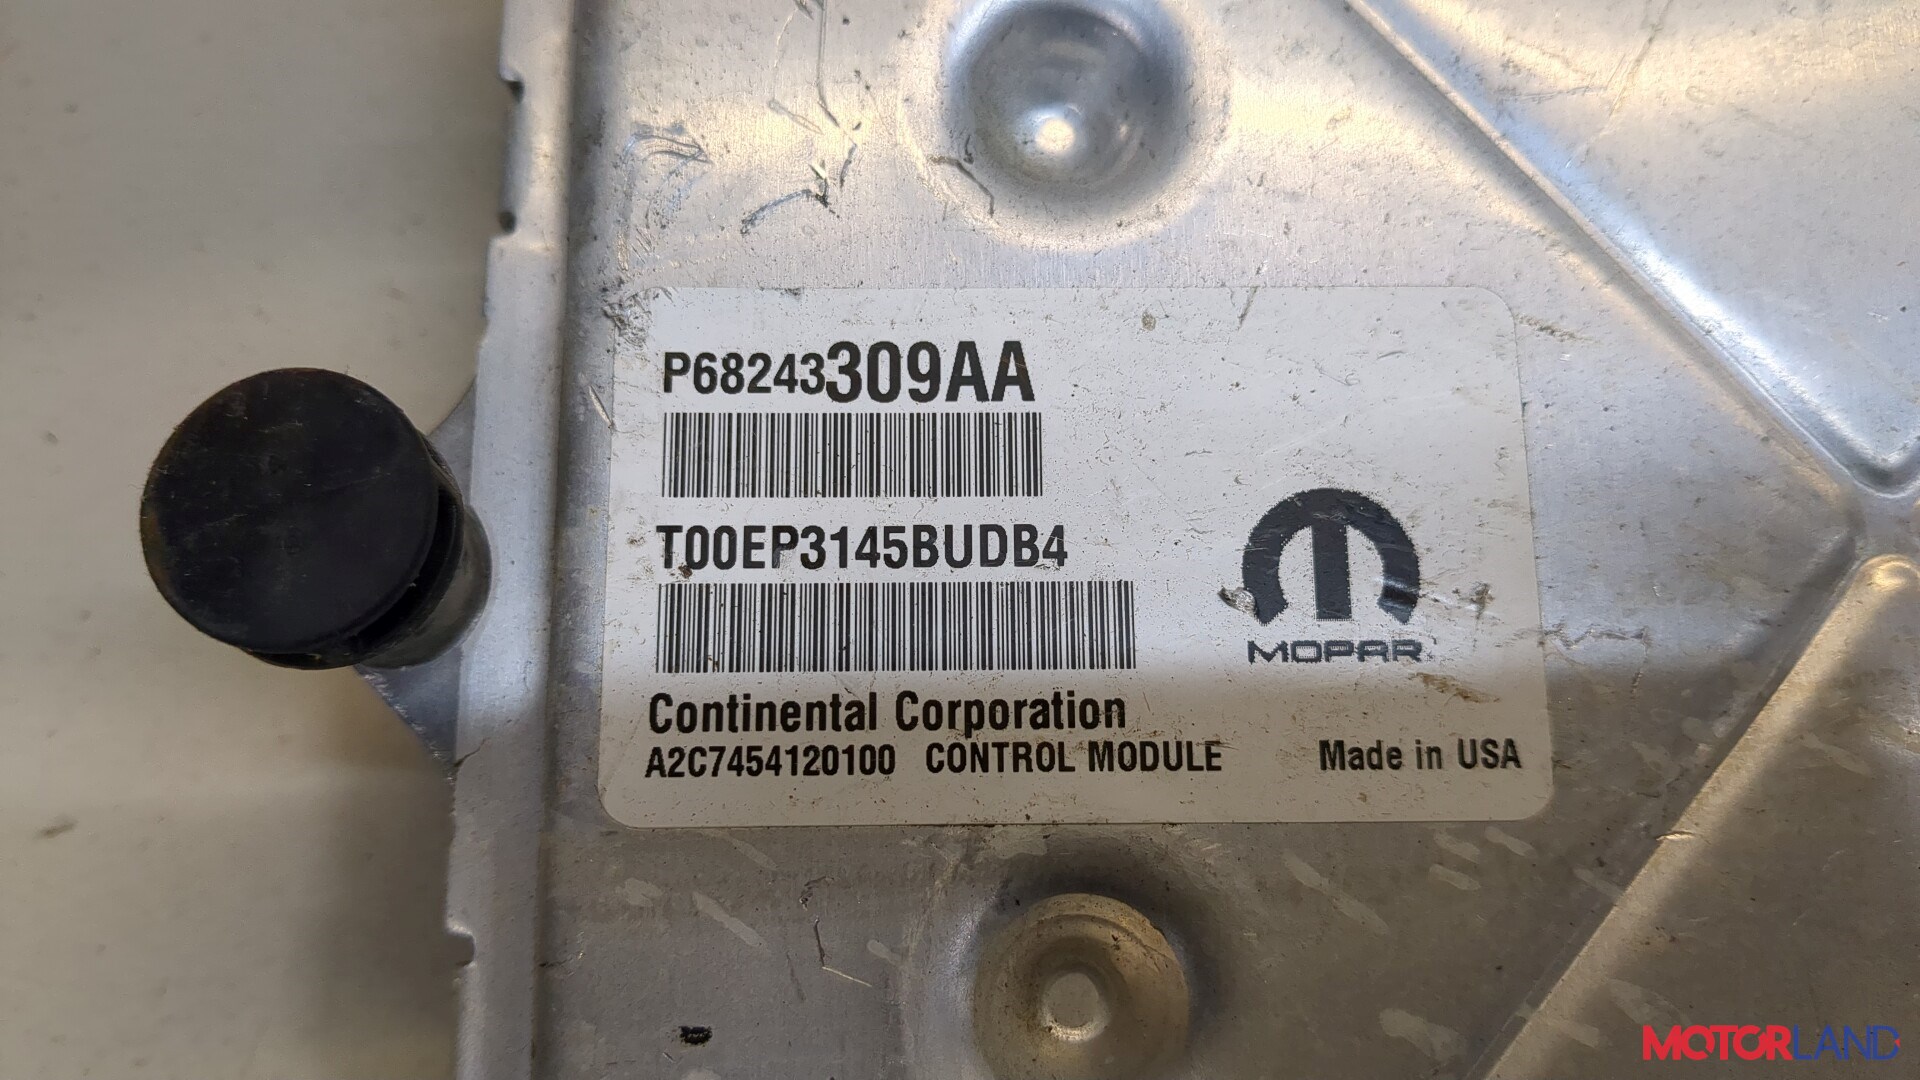 P68243309AA
T00EP3145BUDB4
MOPAR
Continental Corporation
A2C7454120100 CONTROL MODULE Made in USA
MOTORLAND